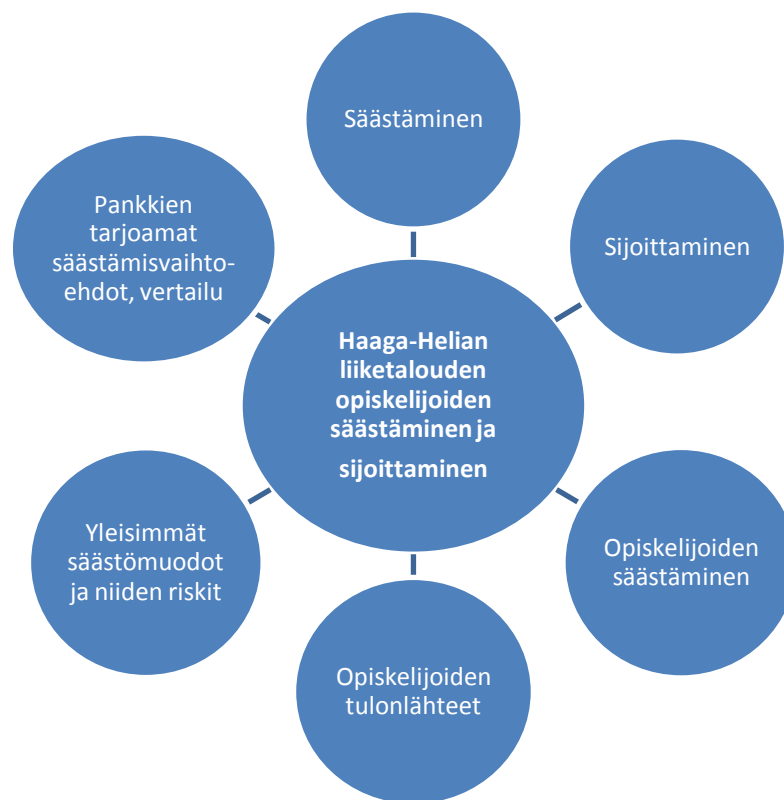 Säästäminen
Pankkien
tarjoamat
säästämisvaihto-
ehdot, vertailu
Sijoittaminen
Haaga-Helian
liiketalouden
opiskelijoiden
säästäminen ja
sijoittaminen
Yleisimmät
säästömuodot
ja niiden riskit
Opiskelijoiden
säästäminen
Opiskelijoiden
tulonlähteet